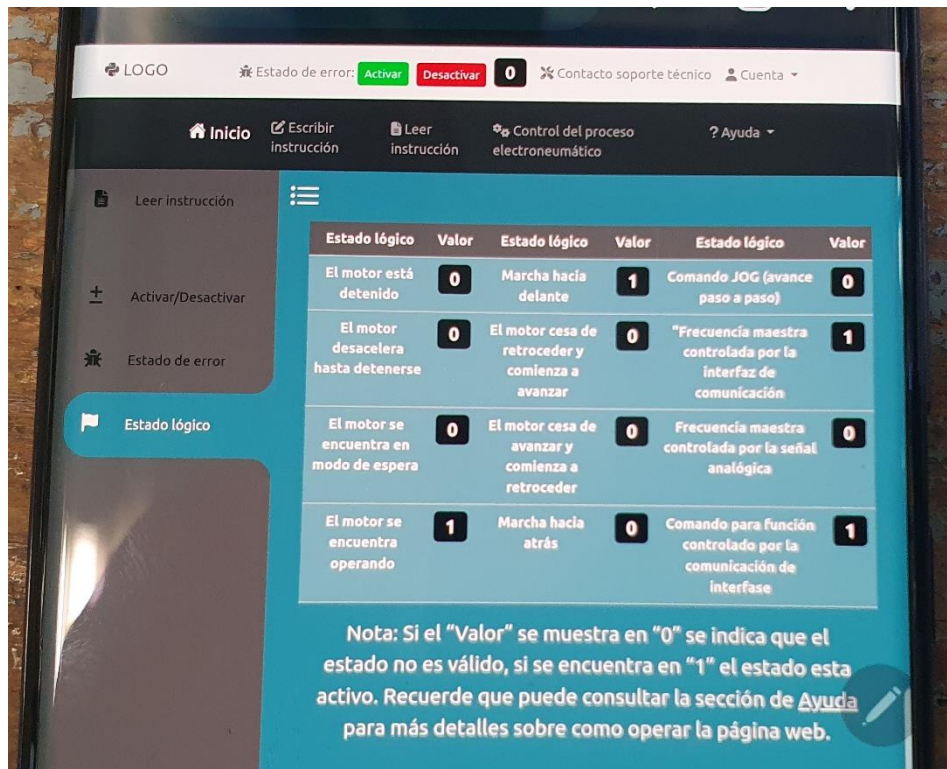 LOGO
Estado de error: Activar Desactivar 0 Contacto soporte técnico Cuenta
Inicio
Escribir
instrucción
Leer
instrucción
Control del proceso
electroneumático
? Ayuda
Leer instrucción
Activar/Desactivar
Estado de error
Estado lógico
Estado lógico Valor Estado lógico Valor Estado lógico Valor
El motor está
detenido
0
Marcha hacia
delante
1
Comando JOG (avance
paso a paso)
0
El motor
desacelera
hasta detenerse
0
El motor cesa de
retroceder y
comienza a
avanzar
0
"Frecuencia maestra
controlada por la
interfaz de
comunicación
1
El motor se
encuentra en
modo de espera
0
El motor cesa de
avanzar y
comienza a
retroceder
0
Frecuencia maestra
controlada por la señal
analógica
0
El motor se
encuentra
operando
1
Marcha hacia
atrás
0
Comando para función
controlado por la
comunicación de
interfase
1
Nota: Si el "Valor" se muestra en "0" se indica que el
estado no es válido, si se encuentra en "1" el estado esta
activo. Recuerde que puede consultar la sección de Ayuda
para más detalles sobre como operar la página web.